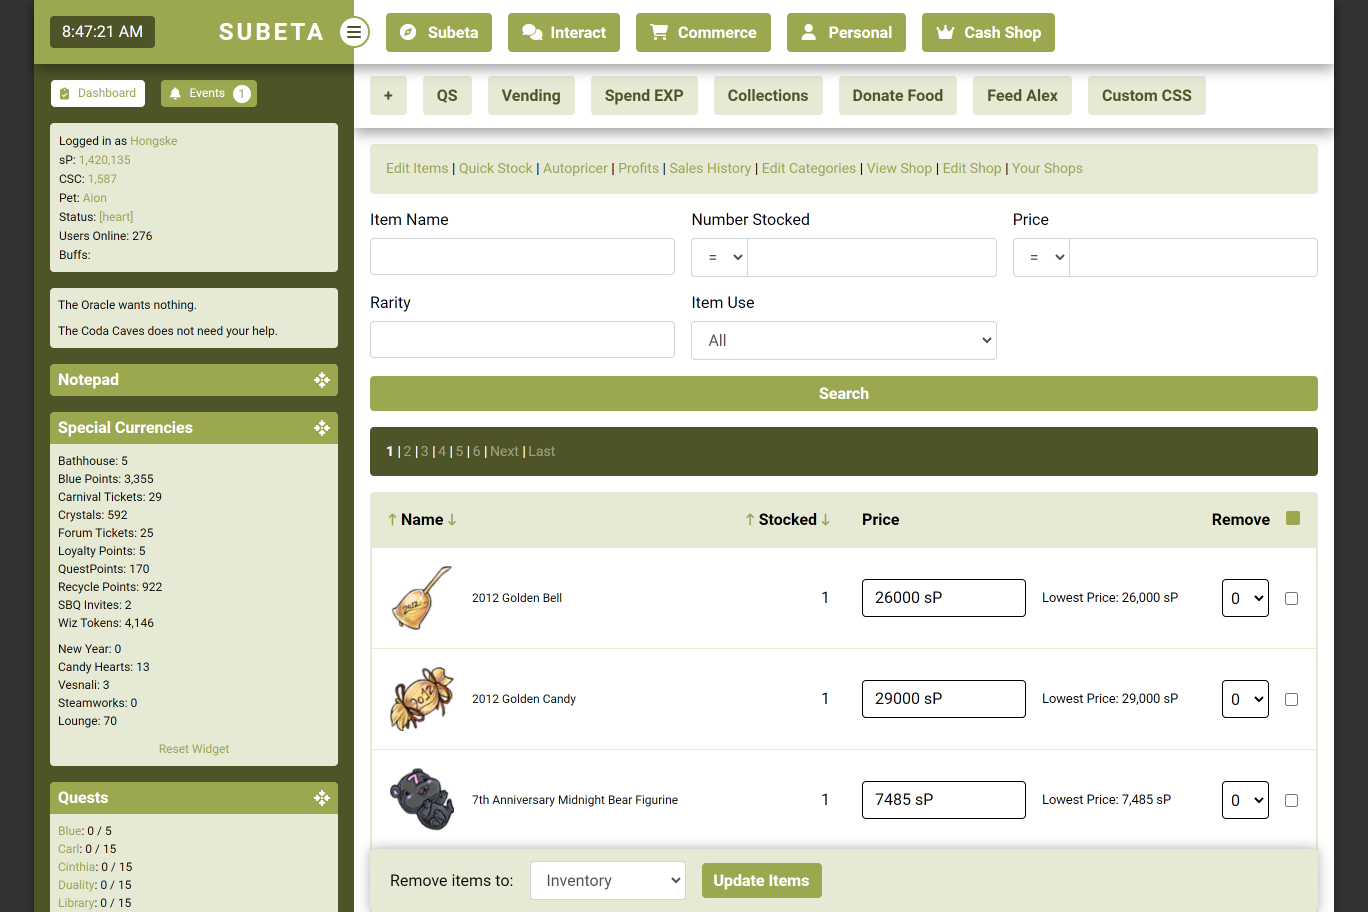 8:47:21 AM
SUBETA
Subeta
Interact
Commerce
Personal
Cash Shop
Dashboard
Events 1
+
QS
Vending
Spend EXP
Collections
Donate Food
Feed Alex
Custom CSS
Logged in as Hongske
sP: 1,420,135
CSC: 1,587
Pet: Aion
Status: [heart]
Users Online: 276
Buffs:
The Oracle wants nothing.
The Coda Caves does not need your help.
Notepad
Special Currencies
Bathhouse: 5
Blue Points: 3,355
Carnival Tickets: 29
Crystals: 592
Forum Tickets: 25
Loyalty Points: 5
QuestPoints: 170
Recycle Points: 922
SBQ Invites: 2
Wiz Tokens: 4,146
New Year: 0
Candy Hearts: 13
Vesnali: 3
Steamworks: 0
Lounge: 70
Reset Widget
Quests
Blue: 0 / 5
Carl: 0 / 15
Cinthia: 0 / 15
Duality: 0 / 15
Library: 0 / 15
Edit Items | Quick Stock | Autopricer | Profits | Sales History | Edit Categories | View Shop | Edit Shop | Your Shops
Item Name
Number Stocked
=
Price
=
Rarity
Item Use
All
Search
1 | 2 | 3 | 4 | 5 | 6 | Next | Last
↑ Name ↓
↑ Stocked ↓
Price
Remove
2012
2012 Golden Bell
1
26000 sP
Lowest Price: 26,000 sP
0
2012
2012 Golden Candy
1
29000 sP
Lowest Price: 29,000 sP
0
7
7th Anniversary Midnight Bear Figurine
1
7485 sP
Lowest Price: 7,485 sP
0
Remove items to:
Inventory
Update Items